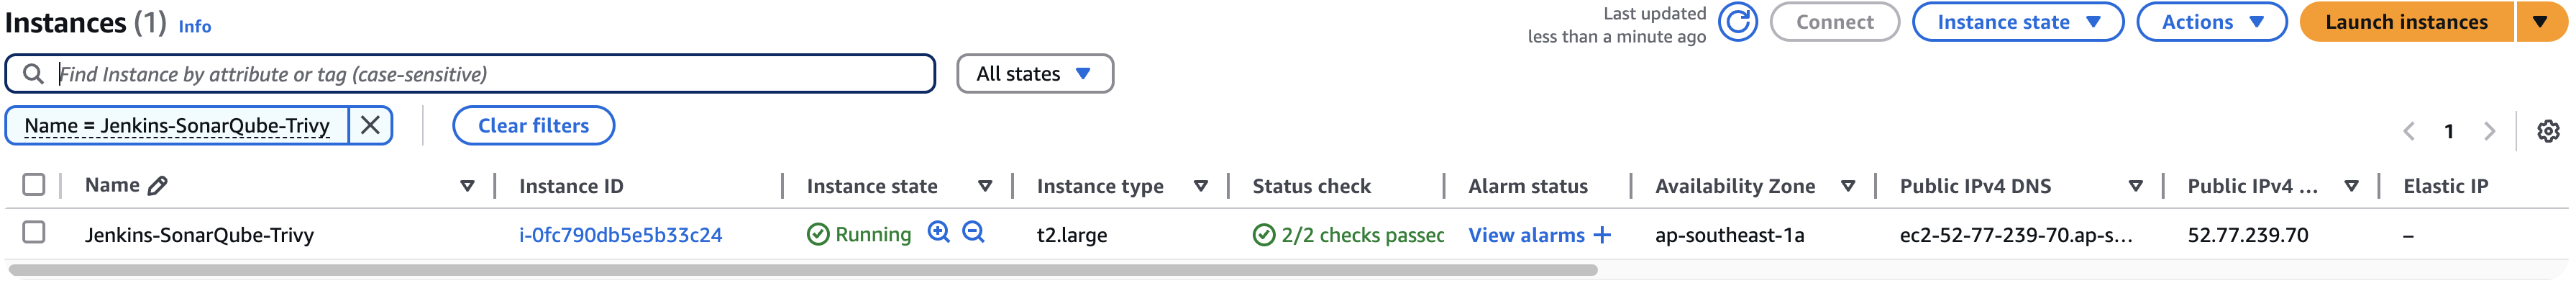 Instances (1) Info
Last updated
less than a minute ago
Connect
Instance state
Actions
Launch instances
Find Instance by attribute or tag (case-sensitive)
All states
Name = Jenkins-SonarQube-Trivy
Clear filters
1
Name Instance ID Instance state Instance type Status check Alarm status Availability Zone Public IPv4 DNS Public IPv4 ... Elastic IP
Jenkins-SonarQube-Trivy i-0fc790db5e5b33c24 Running t2.large 2/2 checks passec View alarms + ap-southeast-1a ec2-52-77-239-70.ap-s... 52.77.239.70 –